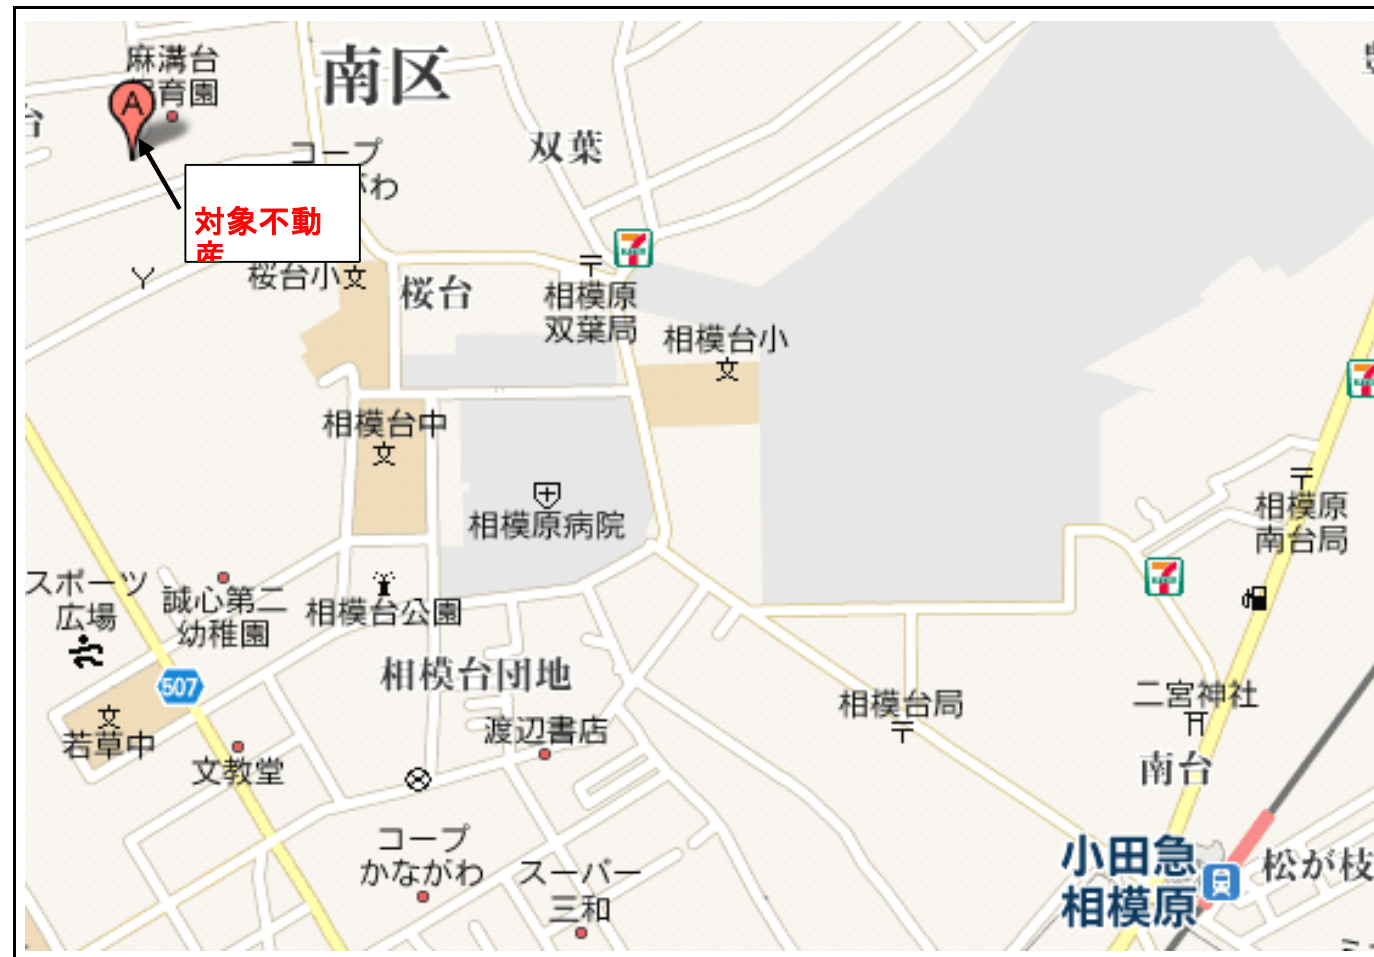 麻溝台
育園
南区
A
台
双葉
コープ
がわ
対象不動
産
桜台小
文
桜台
〒
相模原
双葉局
相模台小
文
相模台中
文
相模原病院
〒
相模原
南台局
スポーツ
広場
誠心第二
幼稚園
相模台公園
507
相模台団地
相模台局
〒
二宮神社
文
若草中
渡辺書店
文教堂
南台
コープ
かながわ
スーパー
三和
小田急
相模原
松が枝